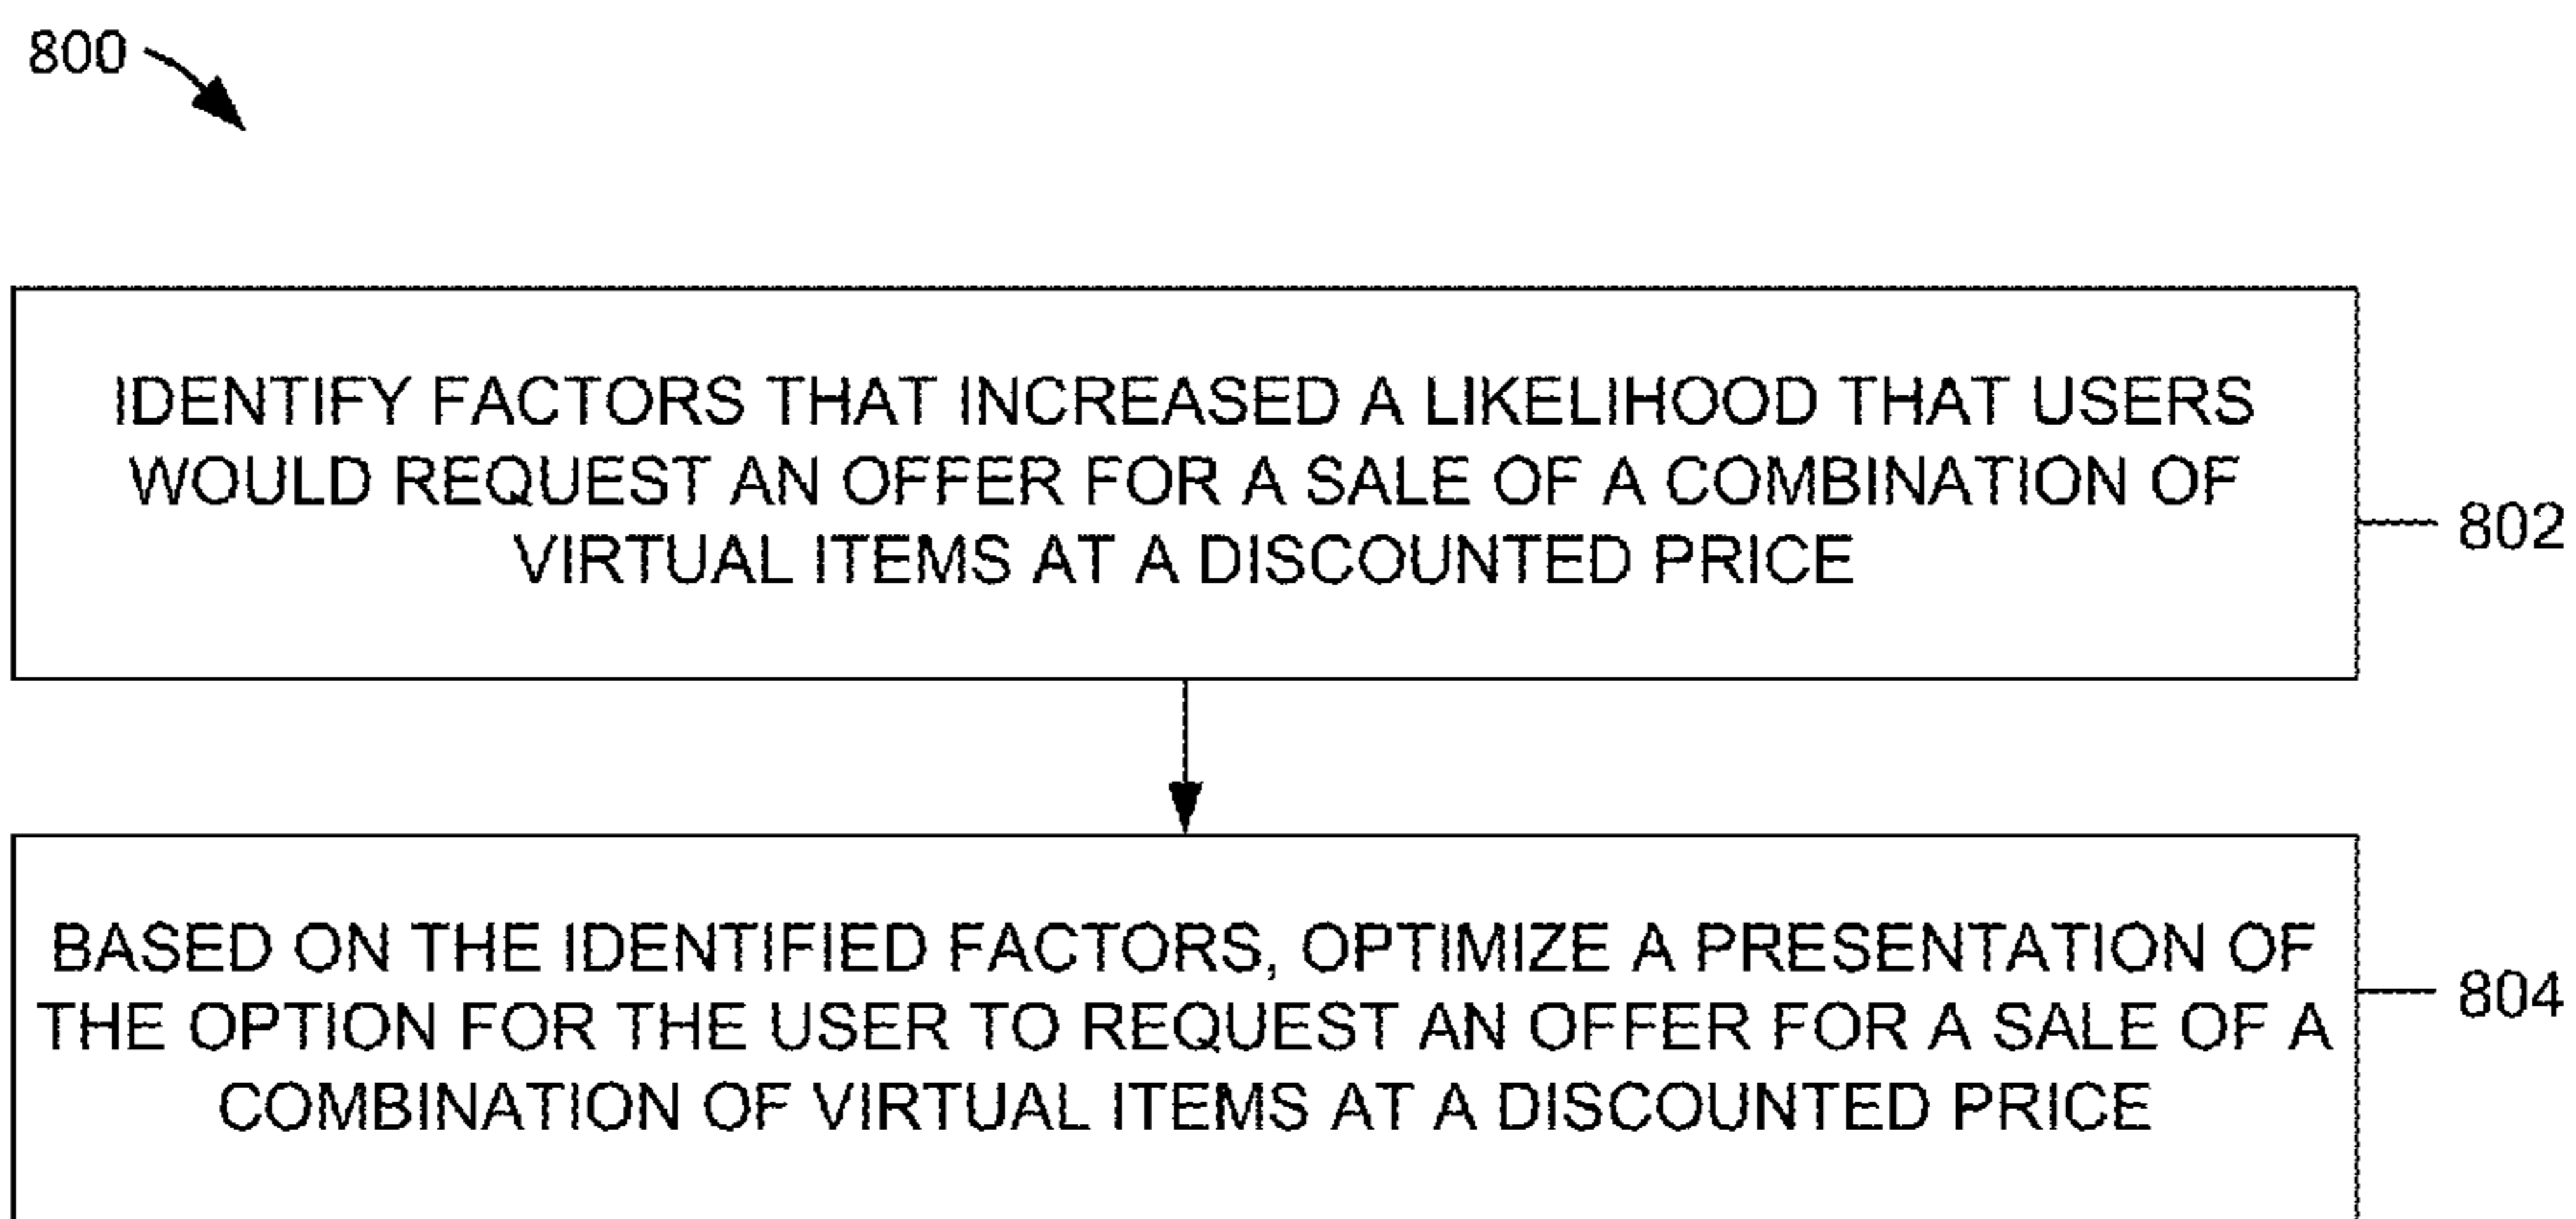 800
IDENTIFY FACTORS THAT INCREASED A LIKELIHOOD THAT USERS
WOULD REQUEST AN OFFER FOR A SALE OF A COMBINATION OF
VIRTUAL ITEMS AT A DISCOUNTED PRICE
802
BASED ON THE IDENTIFIED FACTORS, OPTIMIZE A PRESENTATION OF
THE OPTION FOR THE USER TO REQUEST AN OFFER FOR A SALE OF A
COMBINATION OF VIRTUAL ITEMS AT A DISCOUNTED PRICE
804